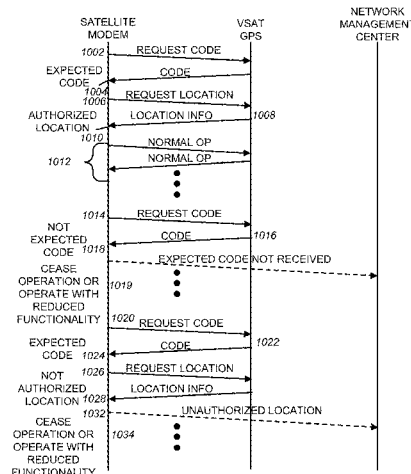 NETWORK
MANAGEMENT
CENTER
SATELLITE
MODEM
VSAT
GPS
1002
REQUEST CODE
EXPECTED
CODE
CODE
1004
1006
REQUEST LOCATION
AUTHORIZED
LOCATION
LOCATION INFO
1008
1010
NORMAL OP
1012
NORMAL OP
1014
REQUEST CODE
NOT
EXPECTED
CODE
CODE
1016
1018
EXPECTED CODE NOT RECEIVED
CEASE
OPERATION OR
OPERATE WITH
REDUCED
FUNCTIONALITY
1019
1020
REQUEST CODE
EXPECTED
CODE
CODE
1022
1024
1026
REQUEST LOCATION
NOT
AUTHORIZED
LOCATION
LOCATION INFO
1028
1032
UNAUTHORIZED LOCATION
CEASE
OPERATION OR
OPERATE WITH
REDUCED
FUNCTIONALITY
1034